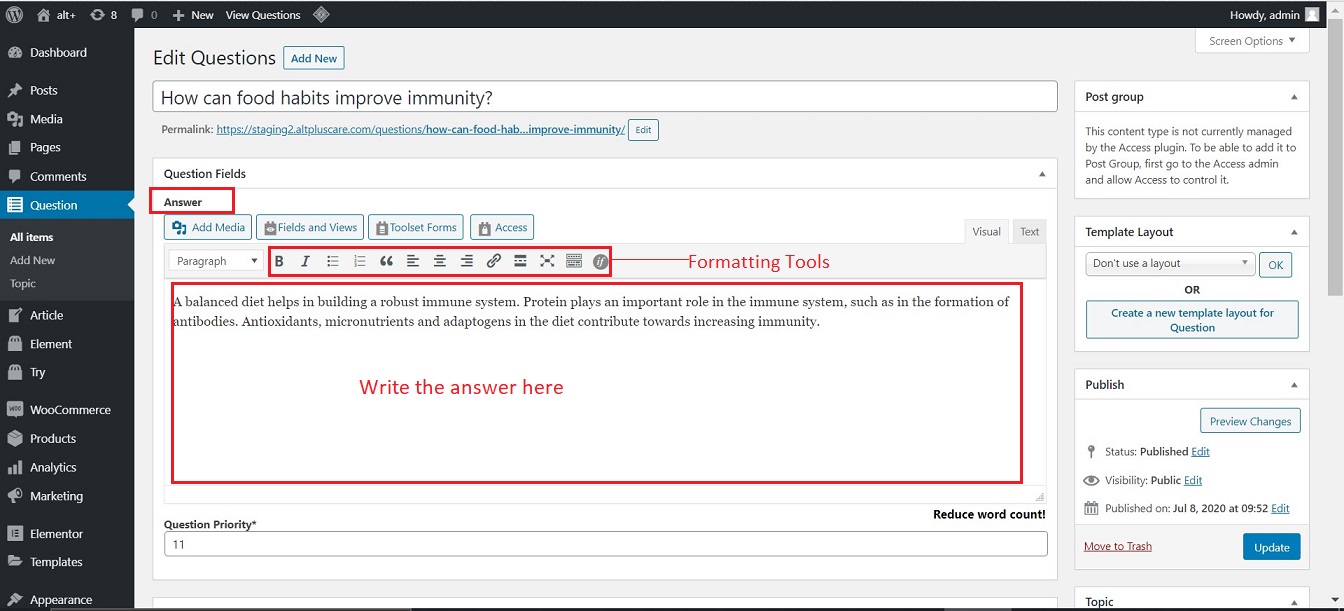 alt+ 8 0 New View Questions Howdy, admin
Screen Options
Dashboard
Posts
Media
Pages
Comments
Question
All items
Add New
Topic
Article
Element
Try
WooCommerce
Products
Analytics
Marketing
Elementor
Templates
Appearance
Edit Questions Add New
How can food habits improve immunity?
Permalink: https://staging2.altpluscare.com/questions/how-can-food-hab...improve-immunity/ Edit
Question Fields
Answer
Add Media Fields and Views Toolset Forms Access
Visual Text
Paragraph B I
Formatting Tools
A balanced diet helps in building a robust immune system. Protein plays an important role in the immune system, such as in the formation of
antibodies. Antioxidants, micronutrients and adaptogens in the diet contribute towards increasing immunity.
Write the answer here
Reduce word count!
Question Priority*
11
Post group
This content type is not currently managed
by the Access plugin. To be able to add it to
Post Group, first go to the Access admin
and allow Access to control it.
Template Layout
Don't use a layout OK
OR
Create a new template layout for
Question
Publish
Preview Changes
Status: Published Edit
Visibility: Public Edit
Published on: Jul 8, 2020 at 09:52 Edit
Move to Trash Update
Topic